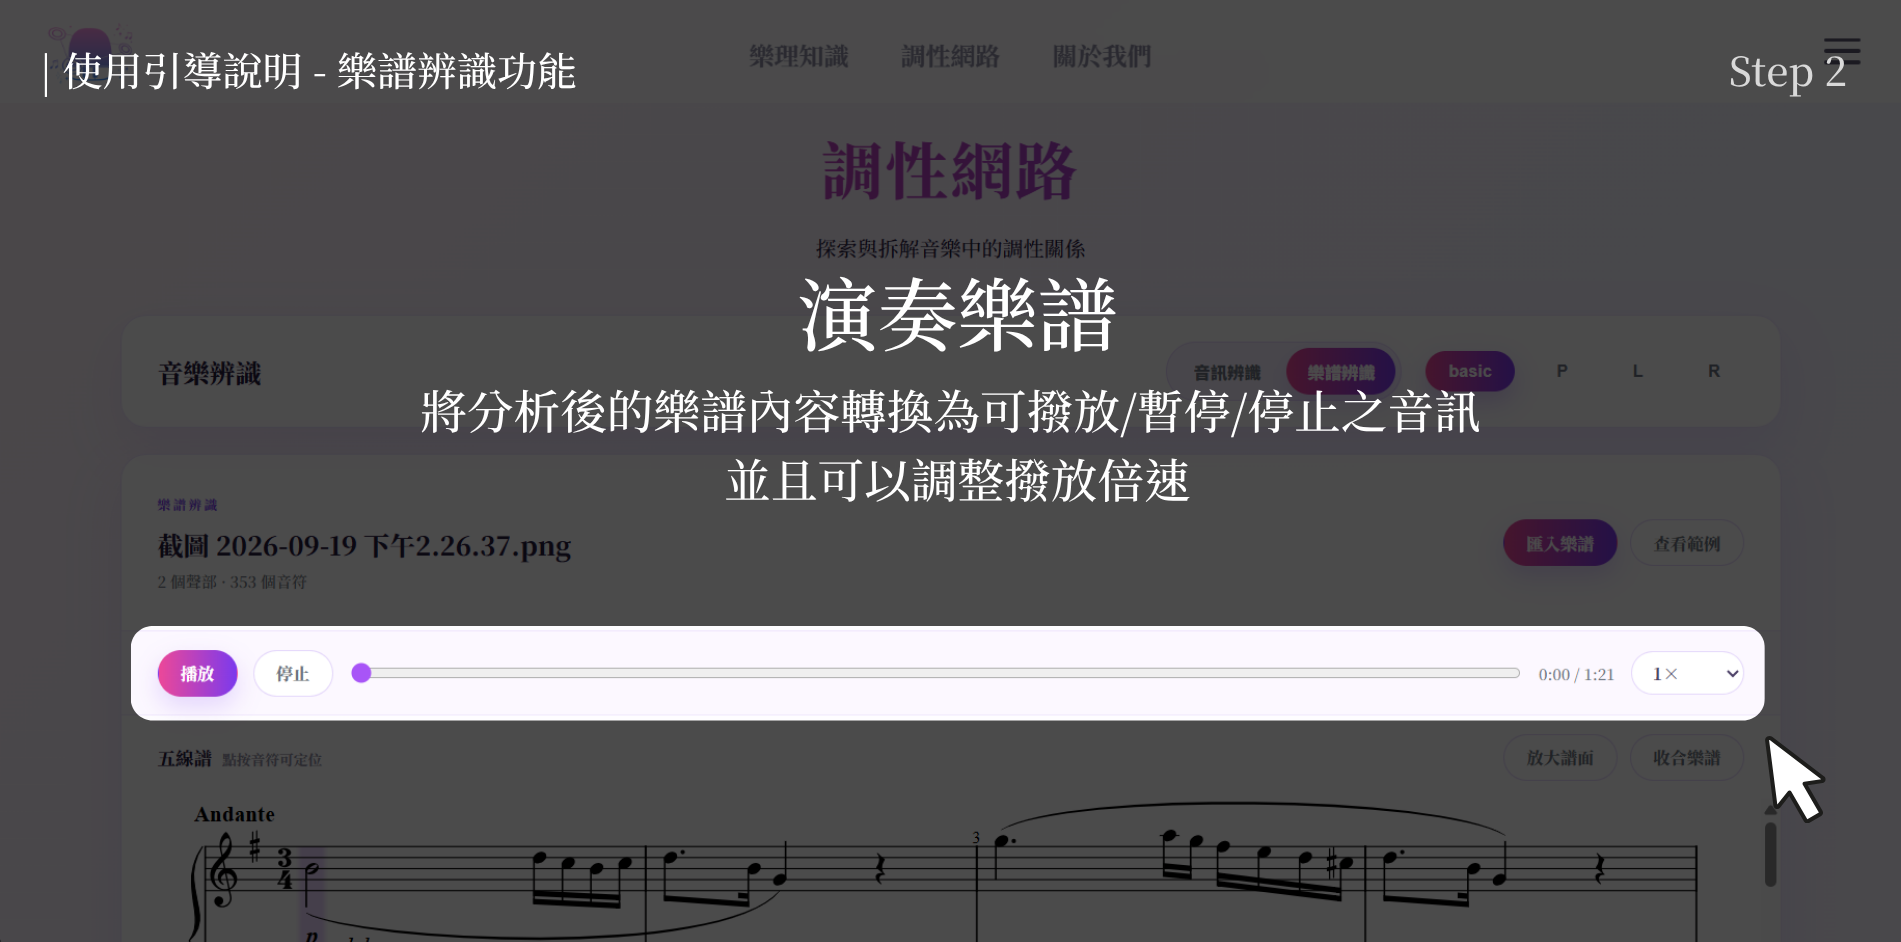 使用引導說明 - 樂譜辨識功能
樂理知識 調性網路 關於我們
Step 2
調性網路
探索與拆解音樂中的調性關係
演奏樂譜
音樂辨識
音訊辨識 樂譜辨識 basic P L R
將分析後的樂譜內容轉換為可撥放/暫停/停止之音訊
並且可以調整撥放倍速
樂譜辨識
截圖 2026-09-19 下午2.26.37.png
匯入樂譜 查看範例
2 個聲部 · 353 個音符
播放 停止 0:00 / 1:21 1×
五線譜 點按音符可定位
放大譜面 收合樂譜
Andante
3
3
4
p